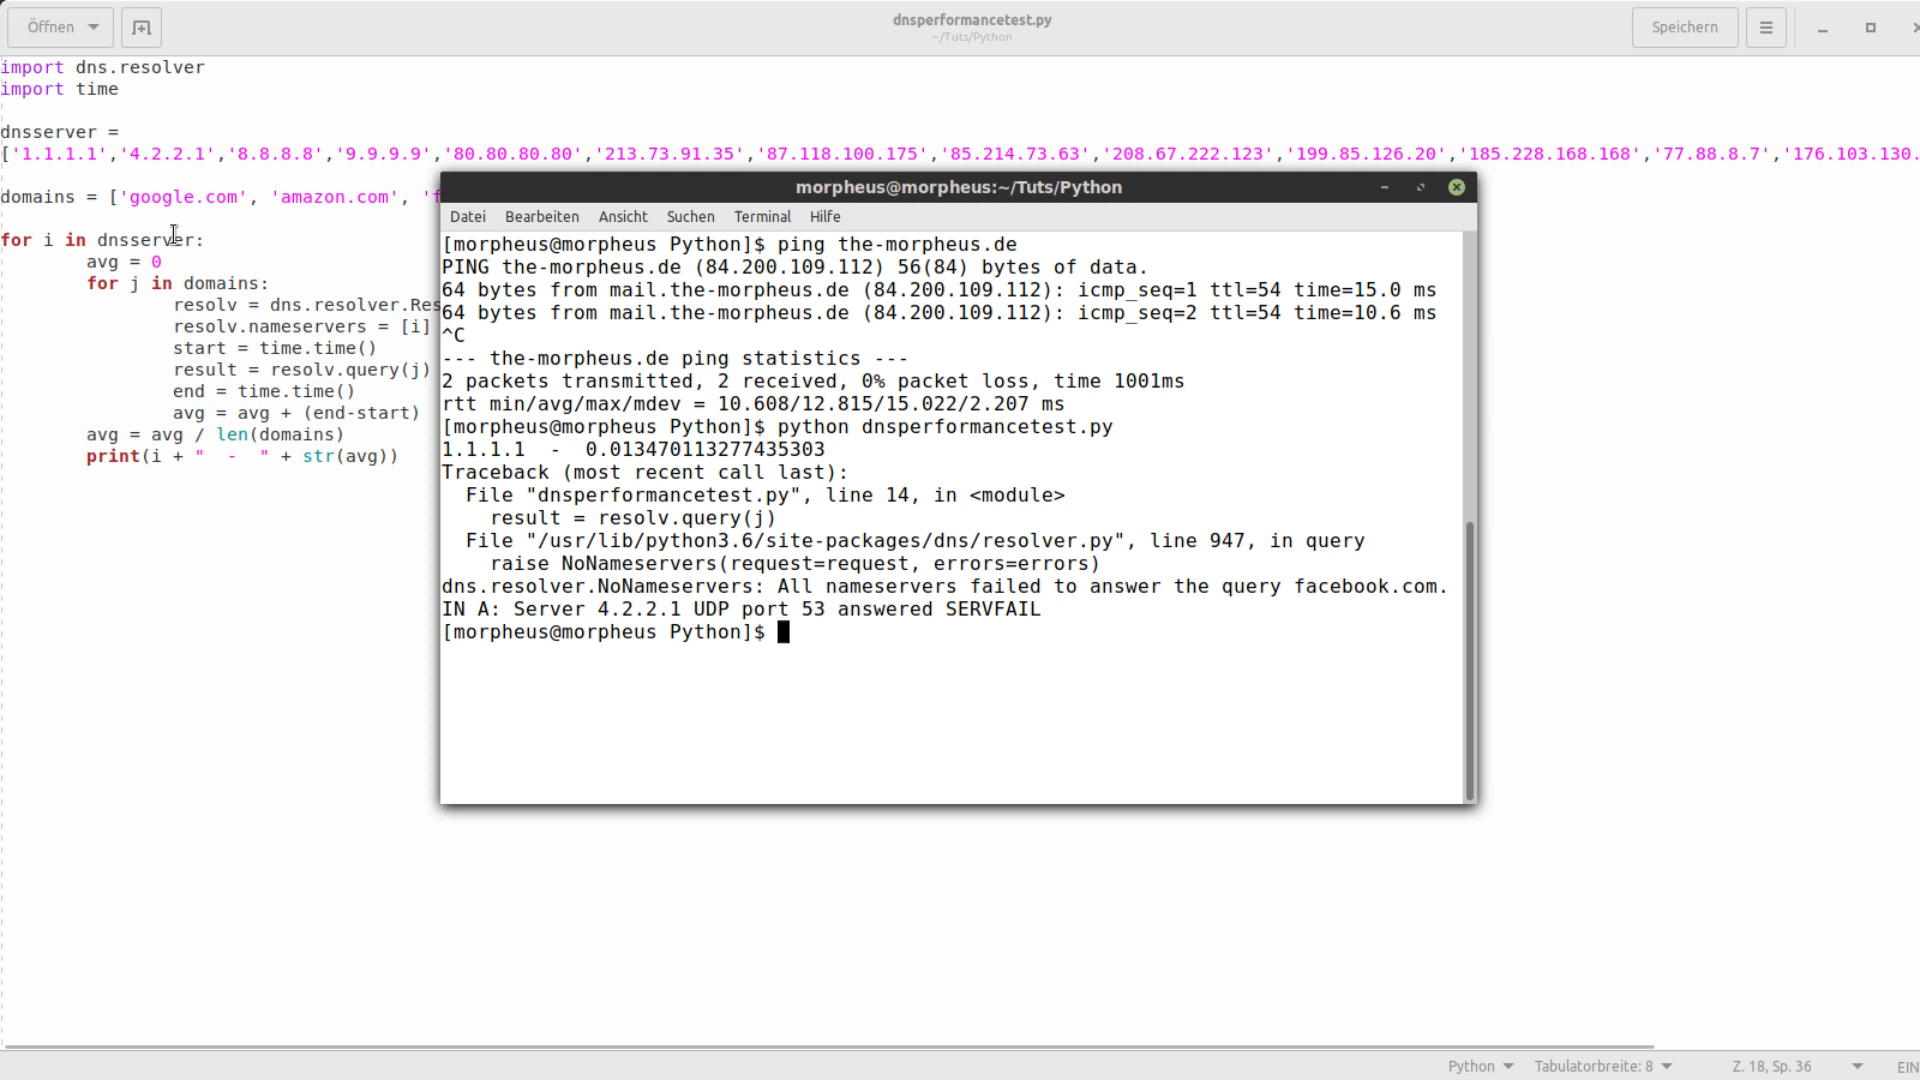 Öffnen
dnsperformancetest.py
~/Tuts/Python
Speichern
import dns.resolver
import time
dnsserver =
['1.1.1.1','4.2.2.1','8.8.8.8','9.9.9.9','80.80.80.80','213.73.91.35','87.118.100.175','85.214.73.63','208.67.222.123','199.85.126.20','185.228.168.168','77.88.8.7','176.103.130.
domains = ['google.com', 'amazon.com', 'f
for i in dnsserver:
avg = 0
for j in domains:
resolv = dns.resolver.Res
resolv.nameservers = [i]
start = time.time()
result = resolv.query(j)
end = time.time()
avg = avg + (end-start)
avg = avg / len(domains)
print(i + "  -  " + str(avg))
morpheus@morpheus:~/Tuts/Python
Datei Bearbeiten Ansicht Suchen Terminal Hilfe
[morpheus@morpheus Python]$ ping the-morpheus.de
PING the-morpheus.de (84.200.109.112) 56(84) bytes of data.
64 bytes from mail.the-morpheus.de (84.200.109.112): icmp_seq=1 ttl=54 time=15.0 ms
64 bytes from mail.the-morpheus.de (84.200.109.112): icmp_seq=2 ttl=54 time=10.6 ms
^C
--- the-morpheus.de ping statistics ---
2 packets transmitted, 2 received, 0% packet loss, time 1001ms
rtt min/avg/max/mdev = 10.608/12.815/15.022/2.207 ms
[morpheus@morpheus Python]$ python dnsperformancetest.py
1.1.1.1  -  0.013470113277435303
Traceback (most recent call last):
File "dnsperformancetest.py", line 14, in <module>
result = resolv.query(j)
File "/usr/lib/python3.6/site-packages/dns/resolver.py", line 947, in query
raise NoNameservers(request=request, errors=errors)
dns.resolver.NoNameservers: All nameservers failed to answer the query facebook.com.
IN A: Server 4.2.2.1 UDP port 53 answered SERVFAIL
[morpheus@morpheus Python]$
Python Tabulatorbreite: 8 Z. 18, Sp. 36 EIN